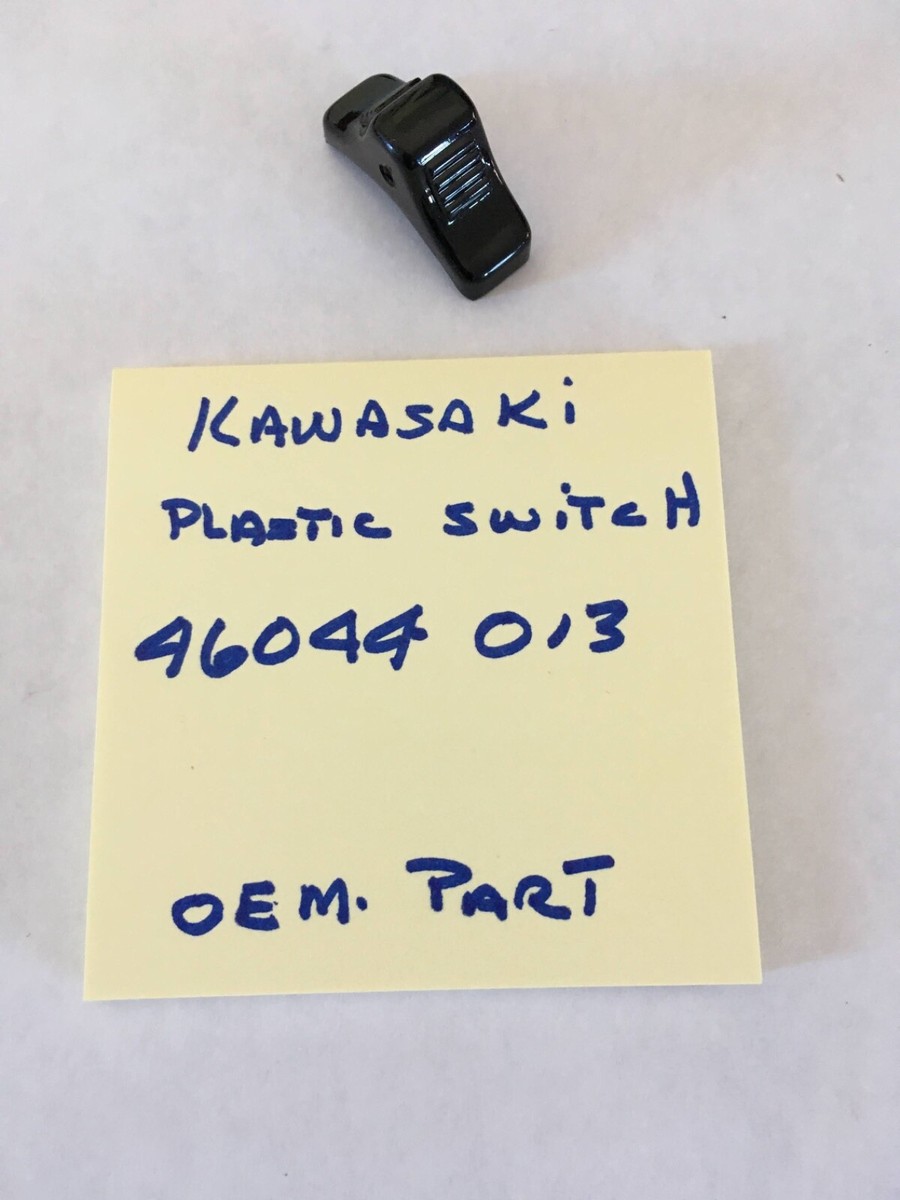 KAWASAKi
PLASTIC SWiTCH
46044 013
OEM. PART